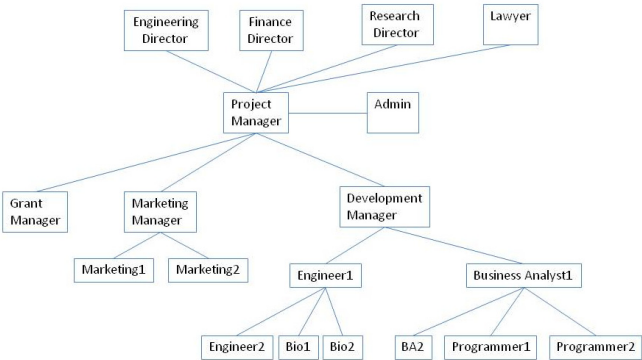 Engineering
Director
Finance
Director
Research
Director
Lawyer
Project
Manager
Admin
Grant
Manager
Marketing
Manager
Development
Manager
Marketing1
Marketing2
Engineer1
Business Analyst1
Engineer2
Bio1
Bio2
BA2
Programmer1
Programmer2